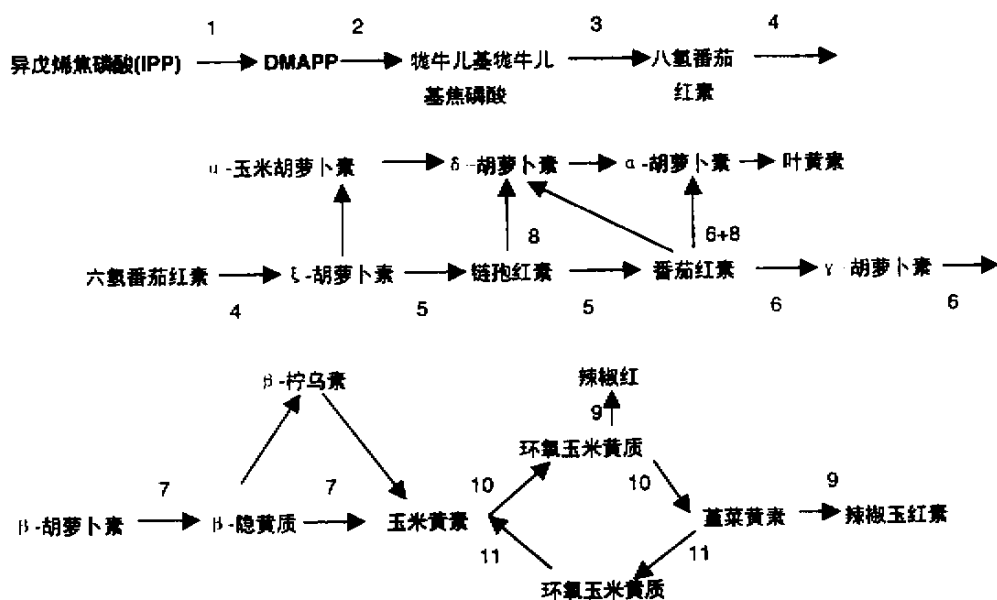 1 2 3 4
异戊烯焦磷酸(IPP) DMAPP 牻牛儿基牻牛儿 八氢番茄
基焦磷酸 红素
α-玉米胡萝卜素 δ-胡萝卜素 α-胡萝卜素 叶黄素
8 6+8
六氢番茄红素 ξ-胡萝卜素 链孢红素 番茄红素 γ-胡萝卜素
4 5 5 6 6
β-柠乌素 辣椒红
9
环氧玉米黄质
7 7 10 10 9
β-胡萝卜素 β-隐黄质 玉米黄素 堇菜黄素 辣椒玉红素
11 11
环氧玉米黄质